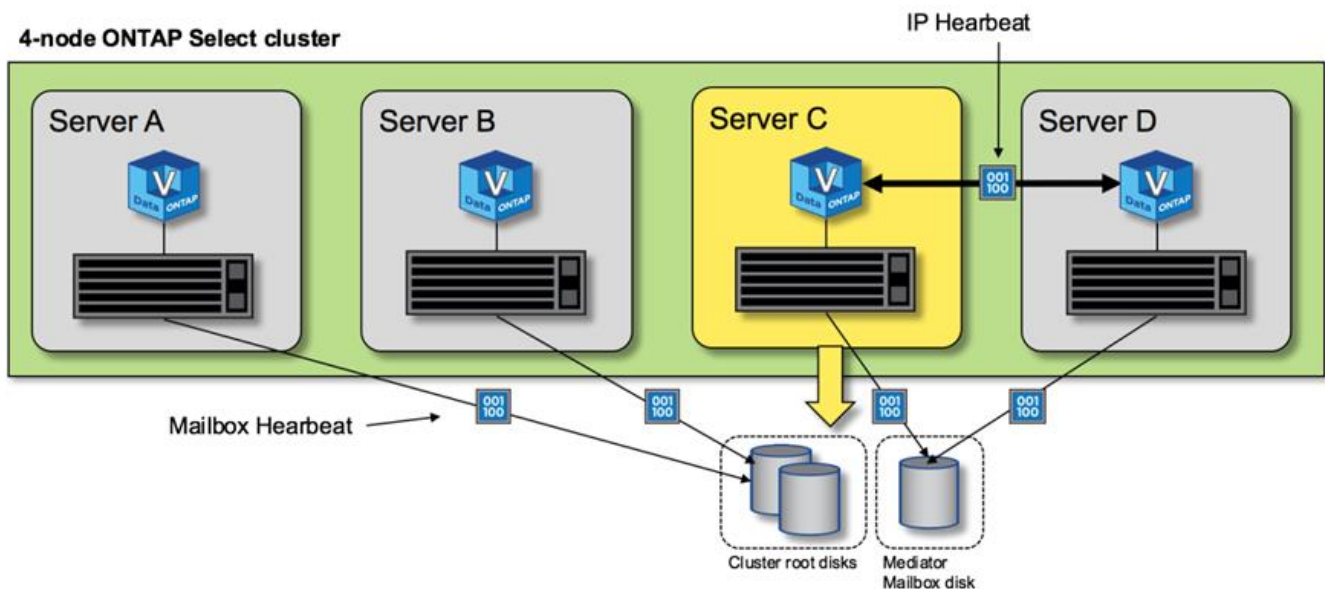 IP Hearbeat
4-node ONTAP Select cluster
Server A
Server B
Server C
Server D
V
Data ONTAP
V
Data ONTAP
V
Data ONTAP
V
Data ONTAP
001
100
001
100
001
100
001
100
001
100
Mailbox Hearbeat
Cluster root disks
Mediator
Mailbox disk